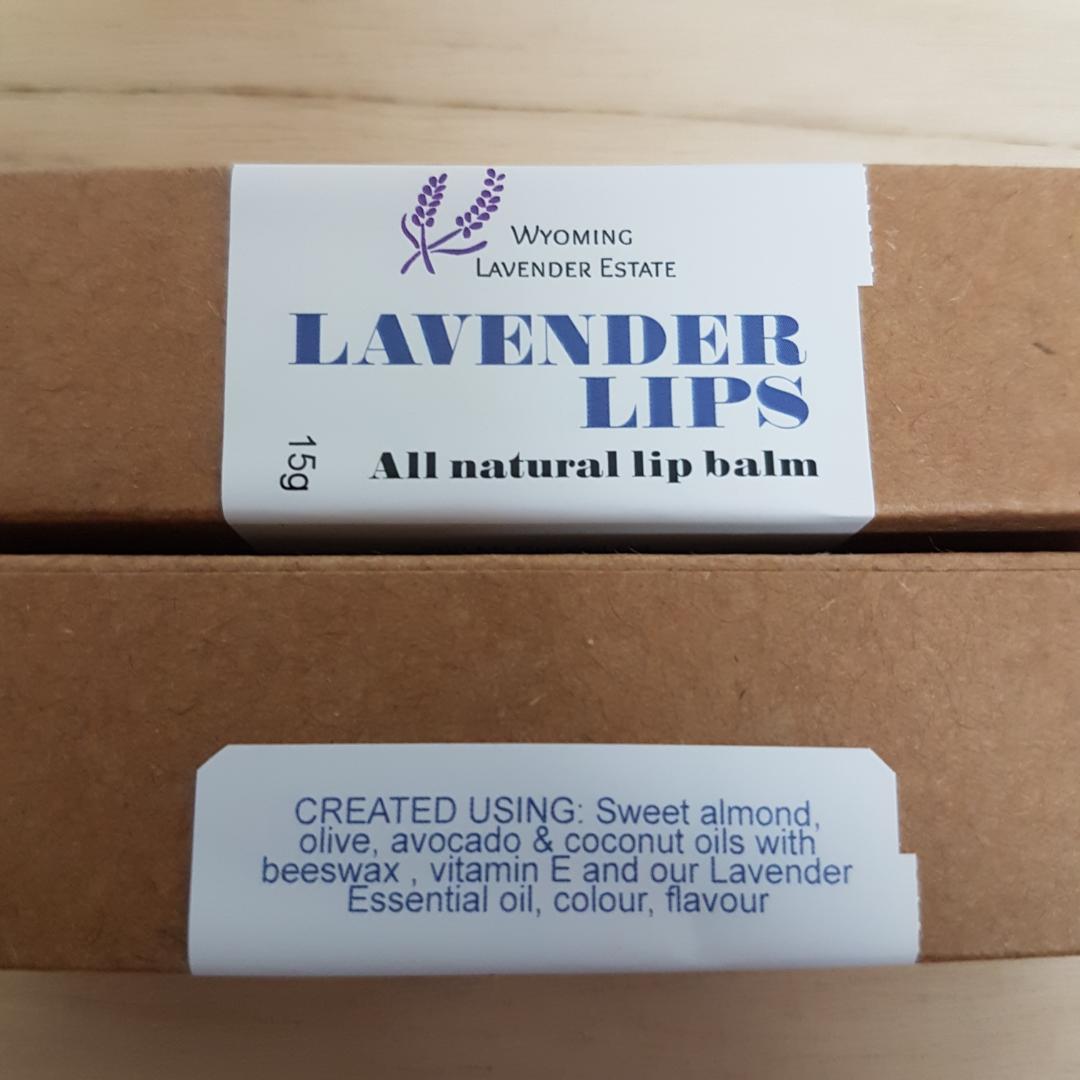 WYOMING
LAVENDER ESTATE
LAVENDER
LIPS
15g
All natural lip balm
CREATED USING: Sweet almond,
olive, avocado & coconut oils with
beeswax , vitamin E and our Lavender
Essential oil, colour, flavour